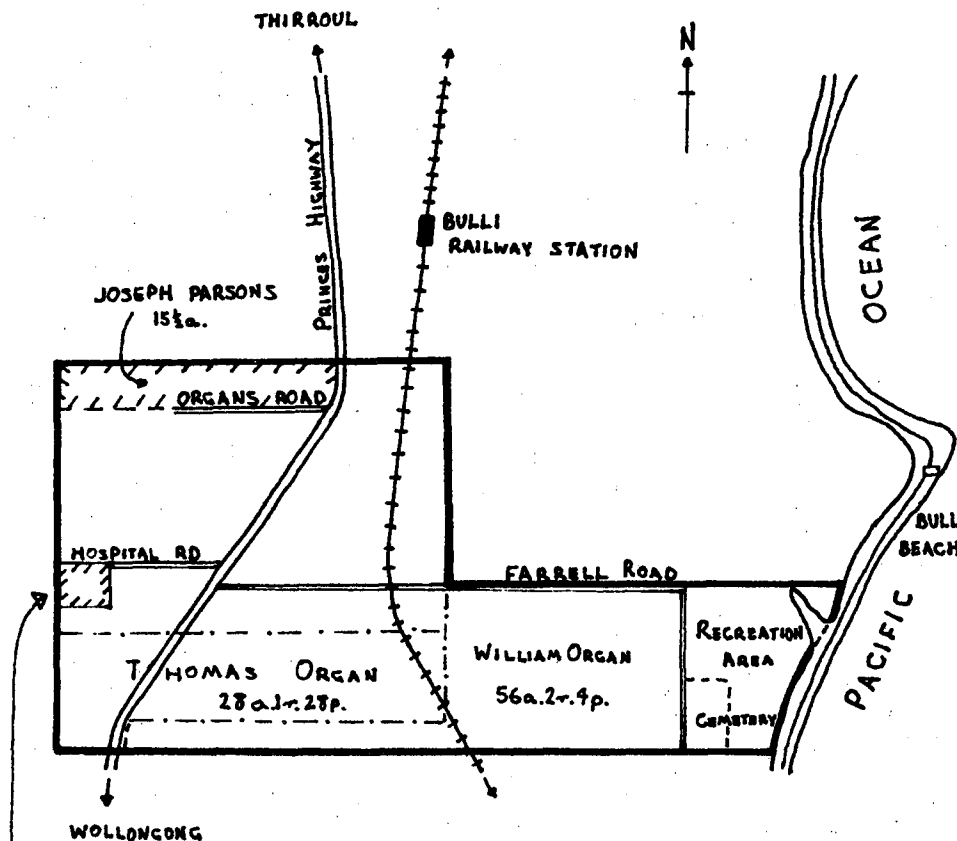 THIRROUL
N
PRINCES HIGHWAY
BULLI
RAILWAY STATION
OCEAN
JOSEPH PARSONS
15½a.
ORGANS ROAD
BULLI
BEACH
HOSPITAL RD
FARRELL ROAD
PACIFIC
RECREATION
AREA
THOMAS ORGAN
28a.1r.28p.
WILLIAM ORGAN
56a.2r.4p.
CEMETERY
WOLLONGONG